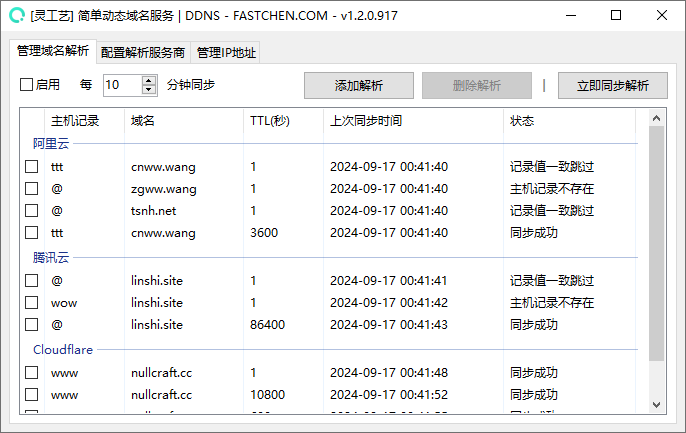 [灵工艺] 简单动态域名服务 | DDNS - FASTCHEN.COM - v1.2.0.917
管理域名解析 配置解析服务商 管理IP地址
启用 每 10 分钟同步 添加解析 删除解析 | 立即同步解析
主机记录 域名 TTL(秒) 上次同步时间 状态
阿里云
ttt cnww.wang 1 2024-09-17 00:41:40 记录值一致跳过
@ zgww.wang 1 2024-09-17 00:41:40 主机记录不存在
@ tsnh.net 1 2024-09-17 00:41:40 记录值一致跳过
ttt cnww.wang 3600 2024-09-17 00:41:40 同步成功
腾讯云
@ linshi.site 1 2024-09-17 00:41:41 记录值一致跳过
wow linshi.site 1 2024-09-17 00:41:42 主机记录不存在
@ linshi.site 86400 2024-09-17 00:41:43 同步成功
Cloudflare
www nullcraft.cc 1 2024-09-17 00:41:48 同步成功
www nullcraft.cc 10800 2024-09-17 00:41:52 同步成功